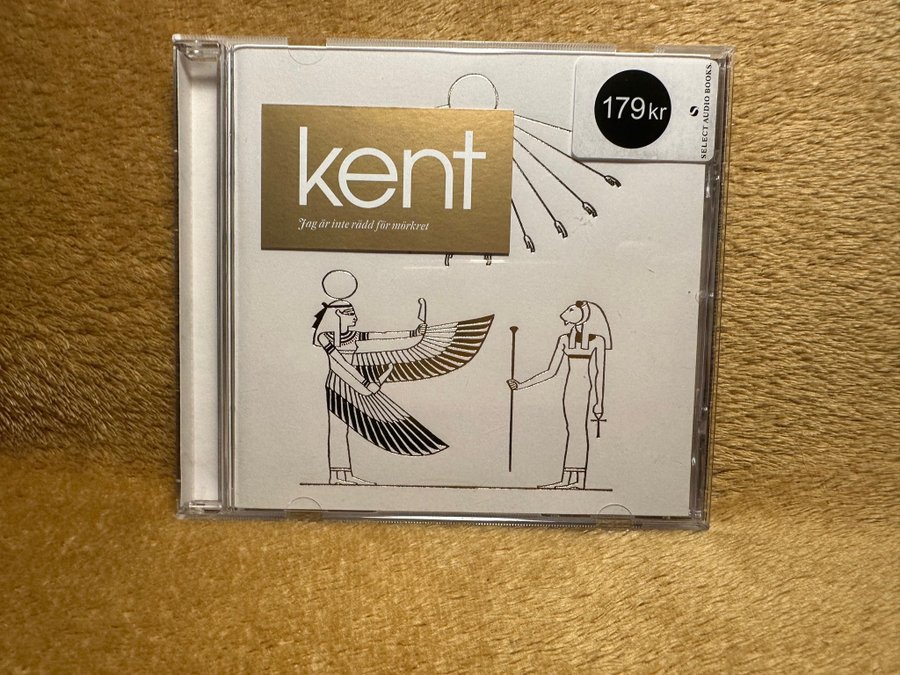 kent
Jag är inte rädd för mörkret
179 kr
SELECT AUDIO BOOKS.